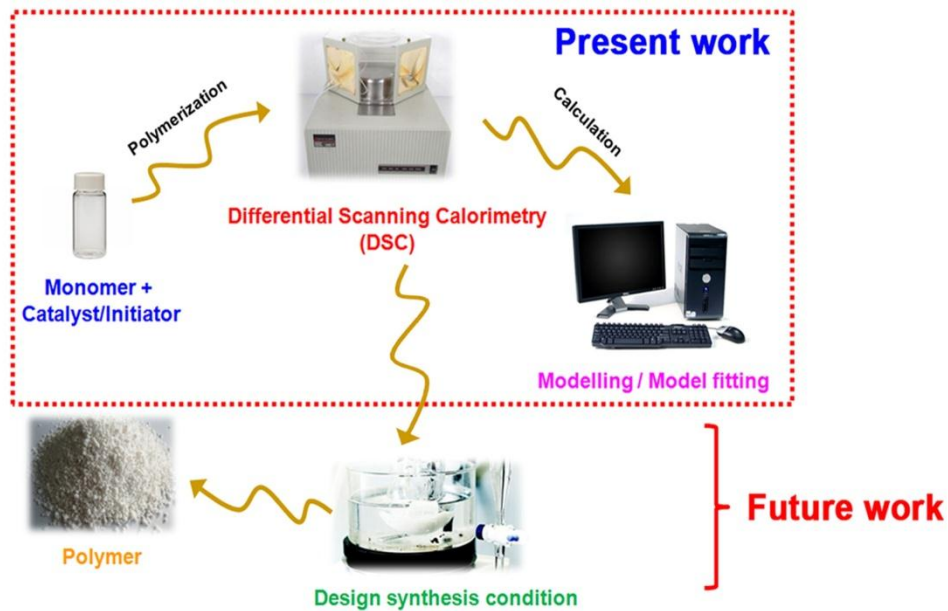 Present work
Polymerization
Calculation
Differential Scanning Calorimetry
(DSC)
Monomer +
Catalyst/Initiator
Modelling / Model fitting
Future work
Polymer
Design synthesis condition